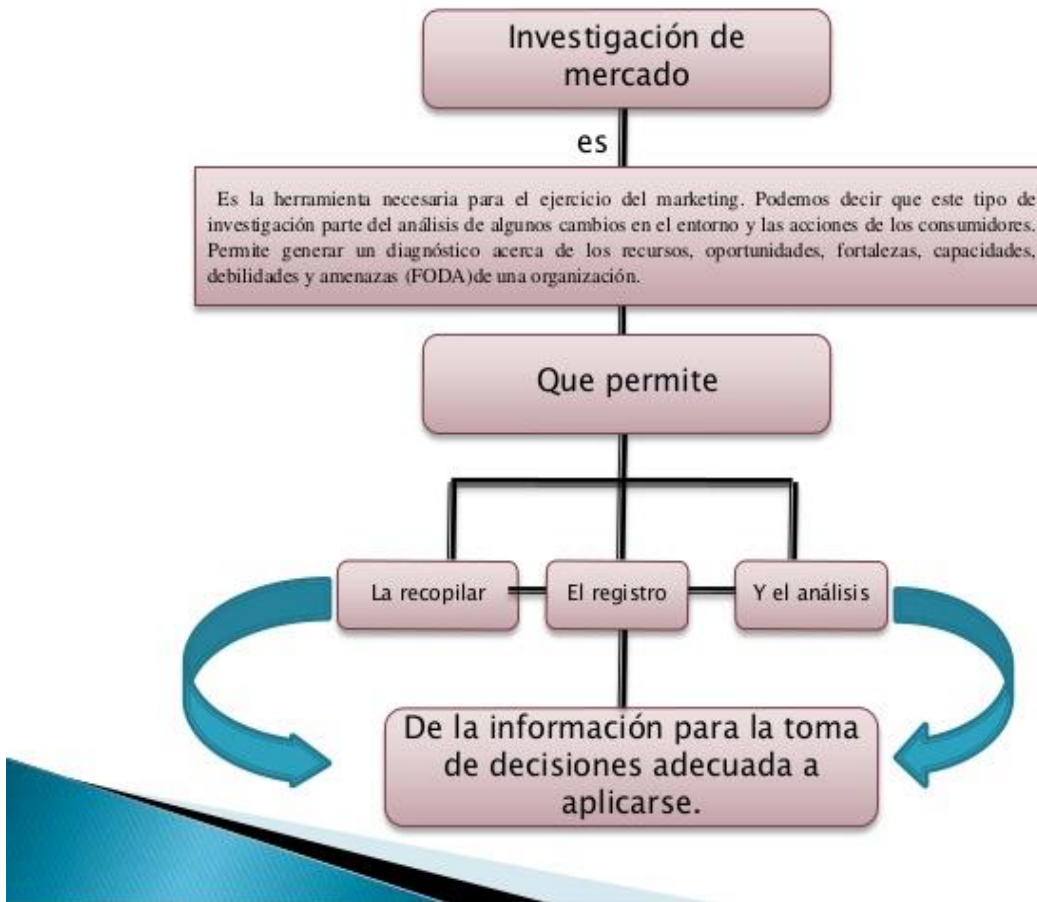 Investigación de
mercado
es
Es la herramienta necesaria para el ejercicio del marketing. Podemos decir que este tipo de
investigación parte del análisis de algunos cambios en el entorno y las acciones de los consumidores.
Permite generar un diagnóstico acerca de los recursos, oportunidades, fortalezas, capacidades,
debilidades y amenazas (FODA)de una organización.
Que permite
La recopilar
El registro
Y el análisis
De la información para la toma
de decisiones adecuada a
aplicarse.